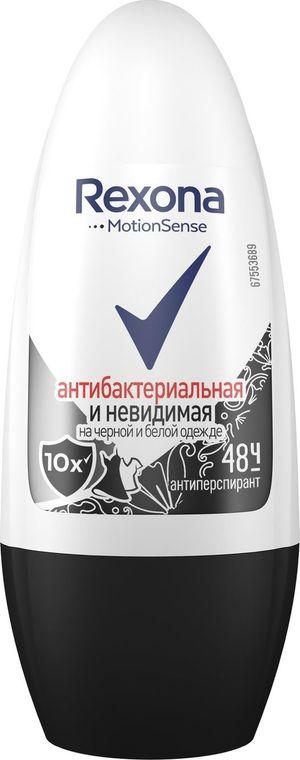 Rexona
MotionSense
67553689
антибактериальная
и невидимая
на черной и белой одежде
10x
48ч
антиперспирант